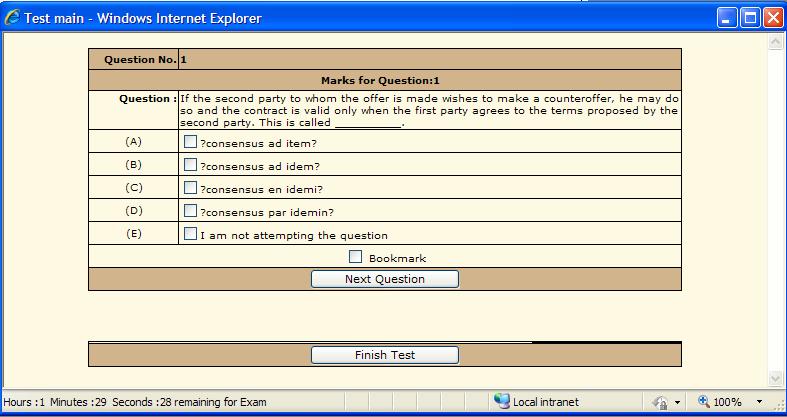 Test main - Windows Internet Explorer
Question No. 1
Marks for Question:1
Question : If the second party to whom the offer is made wishes to make a counteroffer, he may do
so and the contract is valid only when the first party agrees to the terms proposed by the
second party. This is called __________.
(A) ?consensus ad item?
(B) ?consensus ad idem?
(C) ?consensus en idemi?
(D) ?consensus par idemin?
(E) I am not attempting the question
Bookmark
Next Question
Finish Test
Hours :1 Minutes :29 Seconds :28 remaining for Exam Local intranet 100%